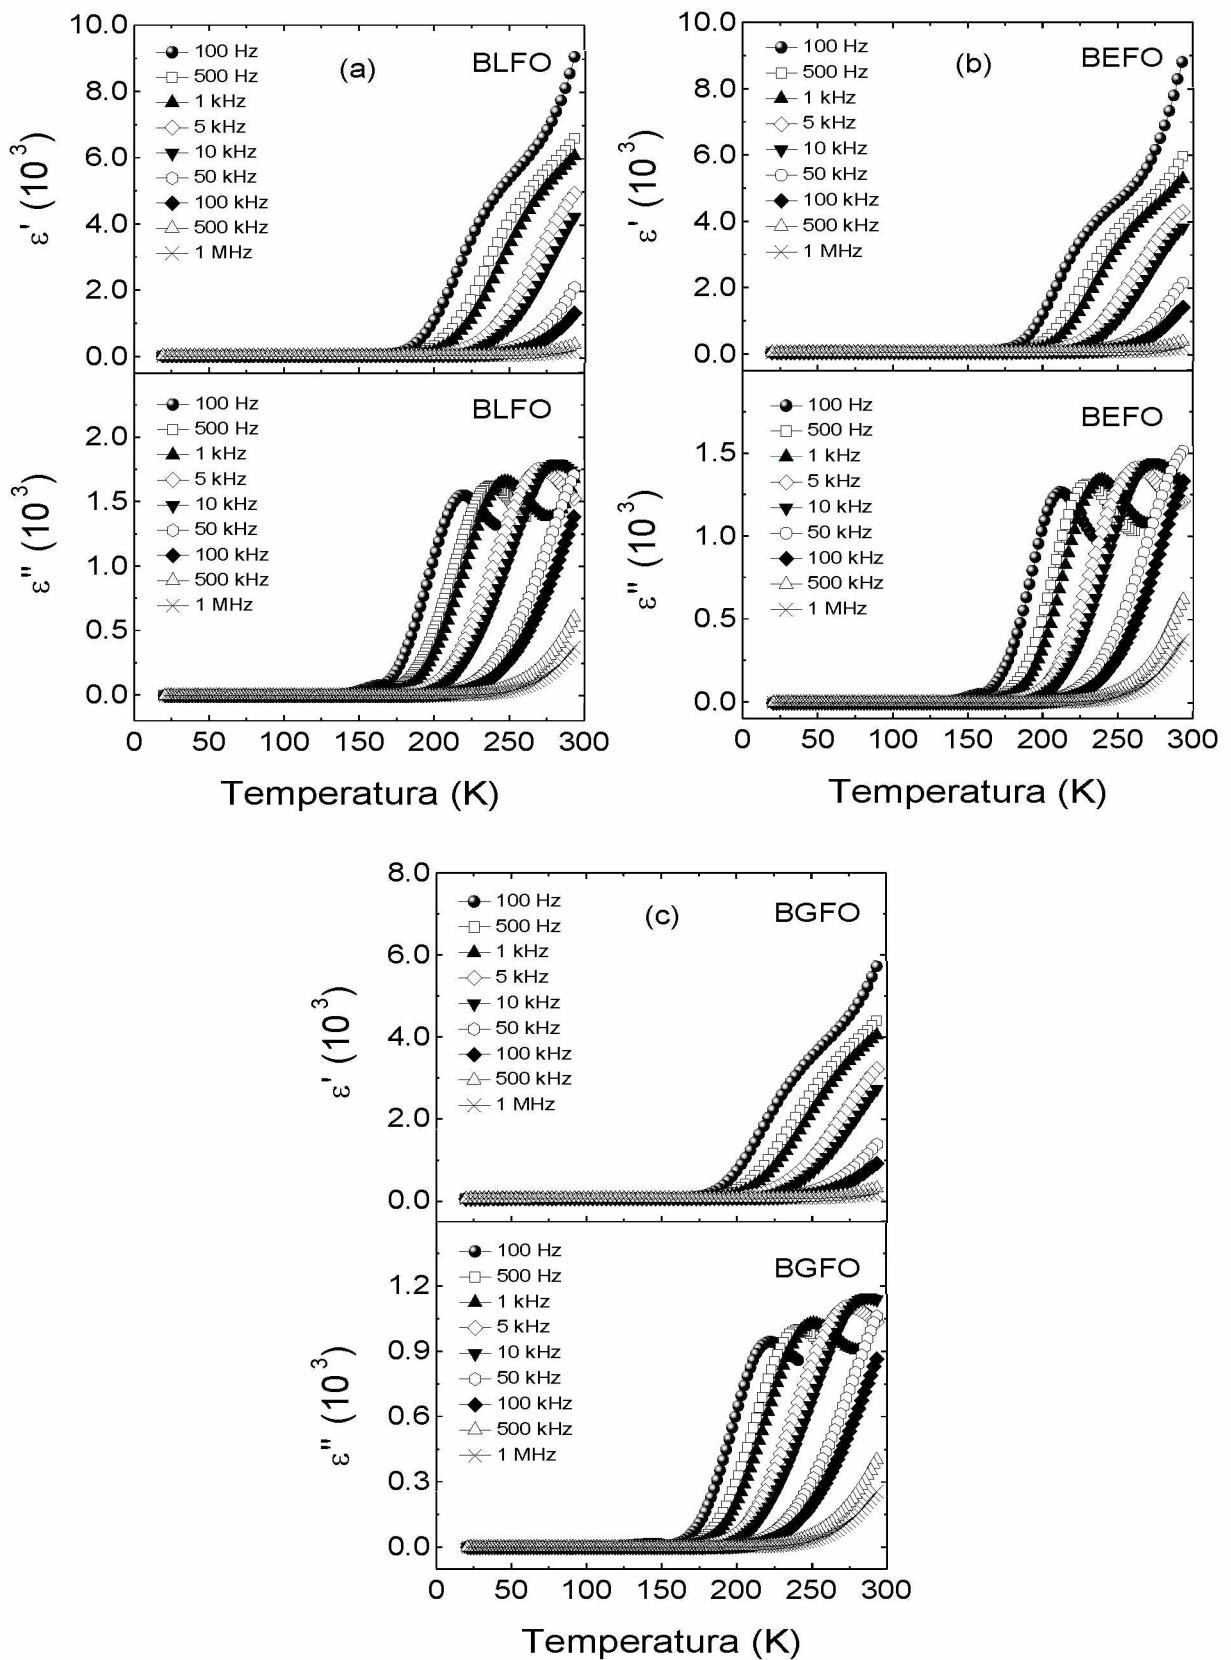 (a)
BLFO
ε' (10³)
10.0
8.0
6.0
4.0
2.0
0.0
100 Hz
500 Hz
1 kHz
5 kHz
10 kHz
50 kHz
100 kHz
500 kHz
1 MHz
BLFO
ε" (10³)
2.0
1.5
1.0
0.5
0.0
100 Hz
500 Hz
1 kHz
5 kHz
10 kHz
50 kHz
100 kHz
500 kHz
1 MHz
0 50 100 150 200 250 300
Temperatura (K)
(b)
BEFO
ε' (10³)
10.0
8.0
6.0
4.0
2.0
0.0
100 Hz
500 Hz
1 kHz
5 kHz
10 kHz
50 kHz
100 kHz
500 kHz
1 MHz
BEFO
ε" (10³)
1.5
1.0
0.5
0.0
100 Hz
500 Hz
1 kHz
5 kHz
10 kHz
50 kHz
100 kHz
500 kHz
1 MHz
0 50 100 150 200 250 300
Temperatura (K)
(c)
BGFO
ε' (10³)
8.0
6.0
4.0
2.0
0.0
100 Hz
500 Hz
1 kHz
5 kHz
10 kHz
50 kHz
100 kHz
500 kHz
1 MHz
BGFO
ε" (10³)
1.2
0.9
0.6
0.3
0.0
100 Hz
500 Hz
1 kHz
5 kHz
10 kHz
50 kHz
100 kHz
500 kHz
1 MHz
0 50 100 150 200 250 300
Temperatura (K)